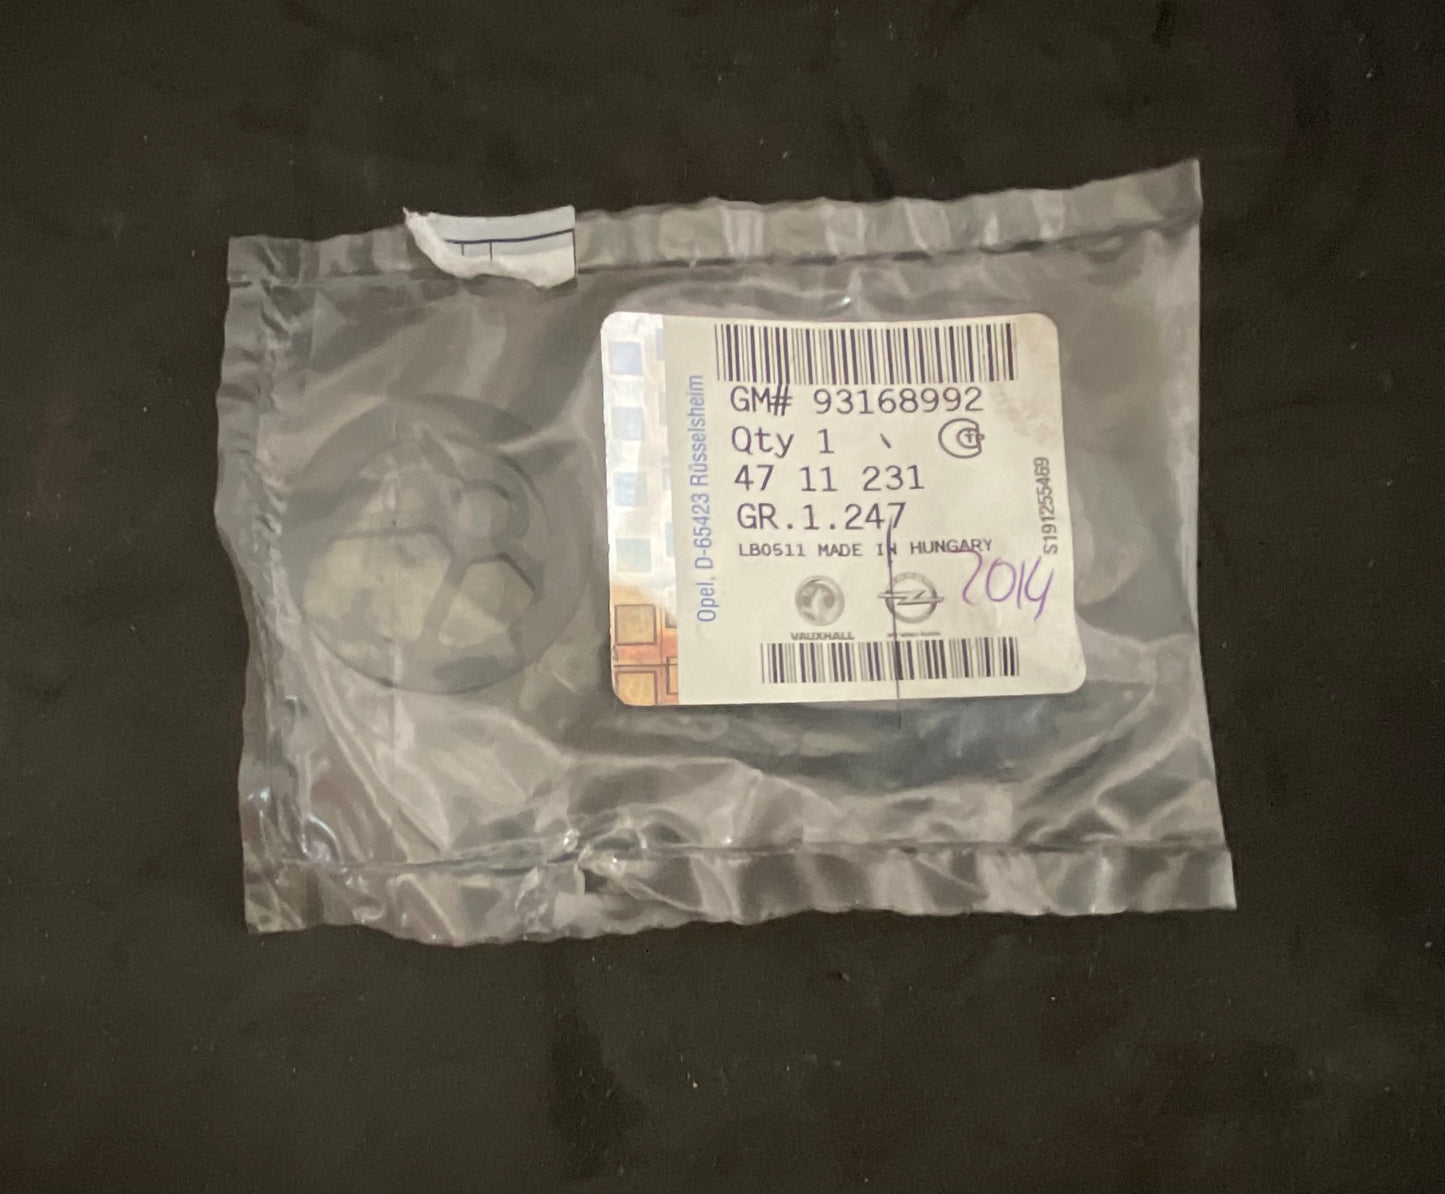 GM# 93168992
Qty 1
47 11 231
GR.1.247
LB0511 MADE IN HUNGARY
2014
VAUXHALL
Opel, D-65423 Rüsselsheim
S191255469